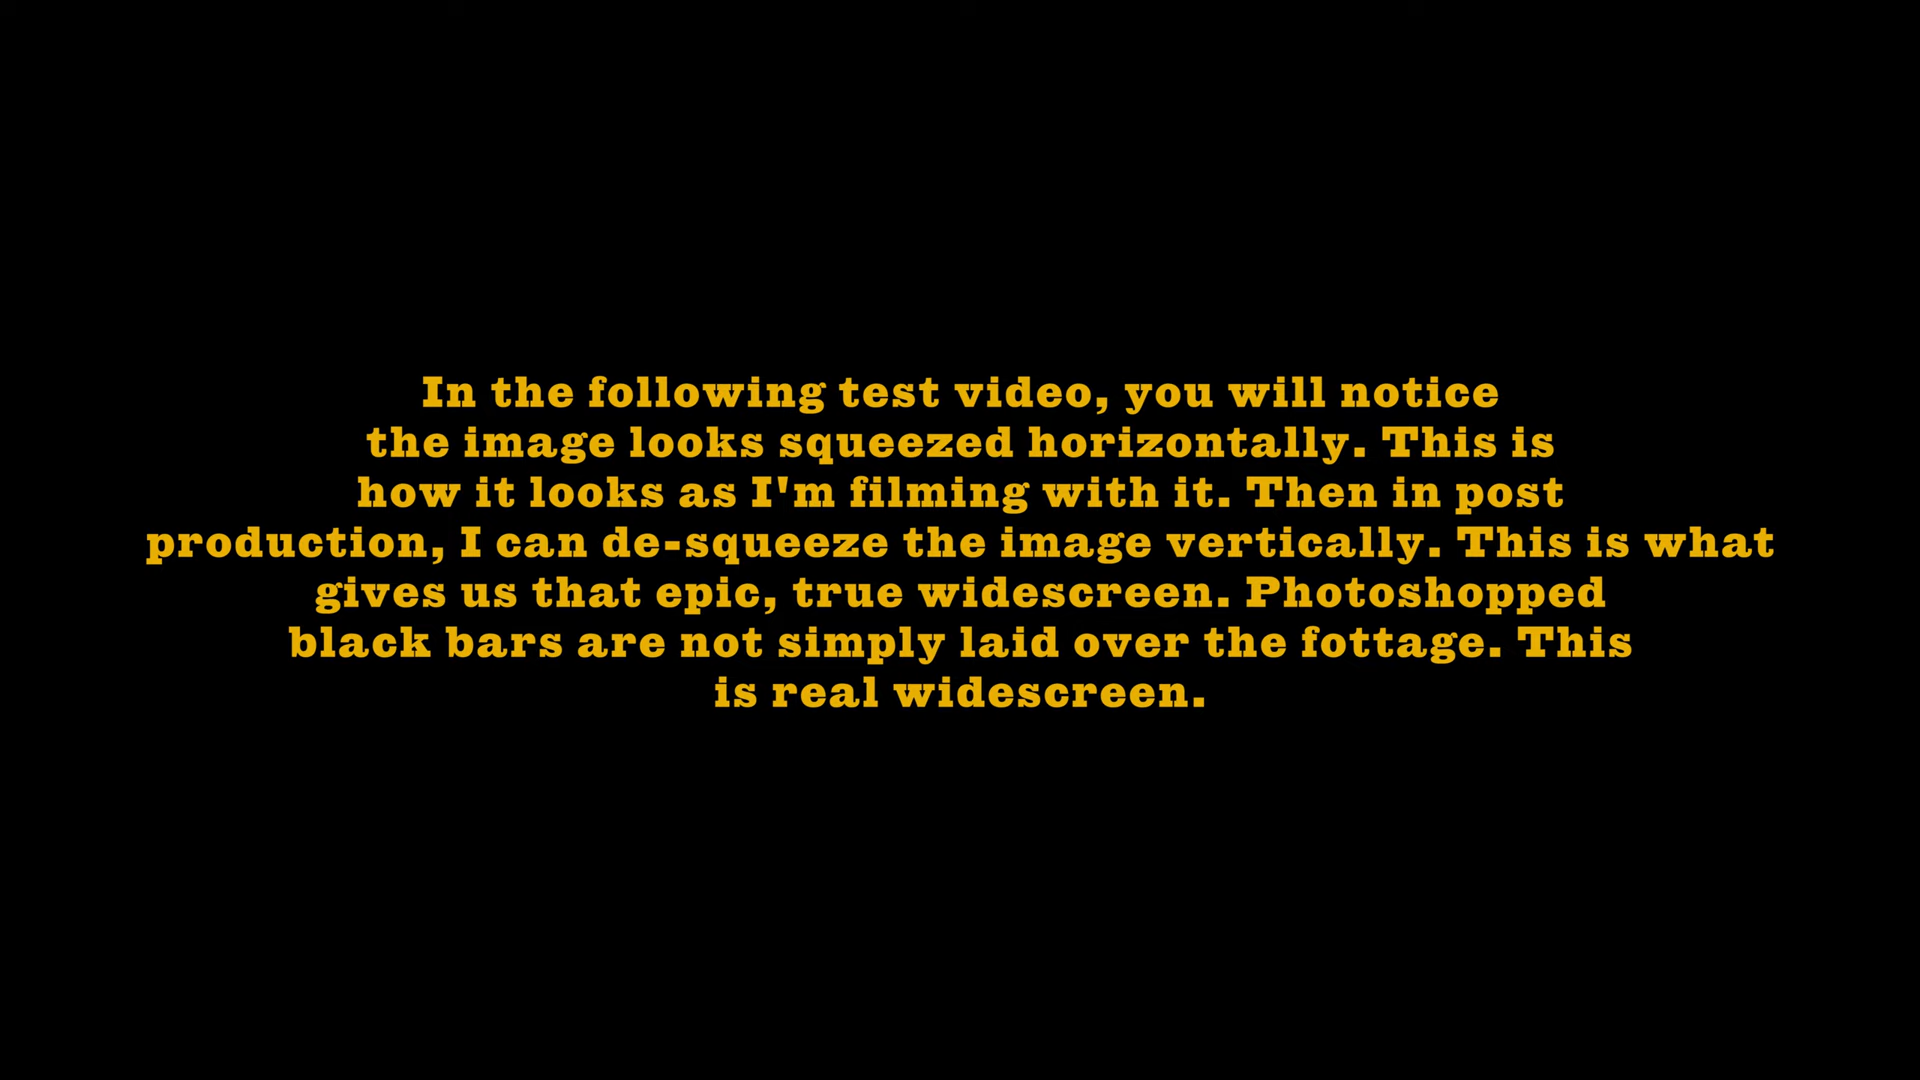 In the following test video, you will notice
the image looks squeezed horizontally. This is
how it looks as I'm filming with it. Then in post
production, I can de-squeeze the image vertically. This is what
gives us that epic, true widescreen. Photoshopped
black bars are not simply laid over the fottage. This
is real widescreen.